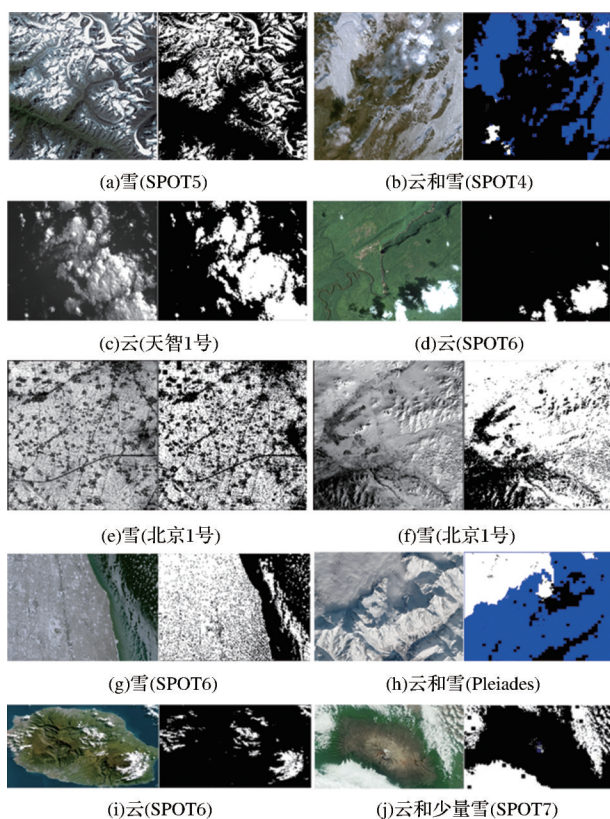 (a)雪(SPOT5)
(b)云和雪(SPOT4)
(c)云(天智1号)
(d)云(SPOT6)
(e)雪(北京1号)
(f)雪(北京1号)
(g)雪(SPOT6)
(h)云和雪(Pleiades)
(i)云(SPOT6)
(j)云和少量雪(SPOT7)